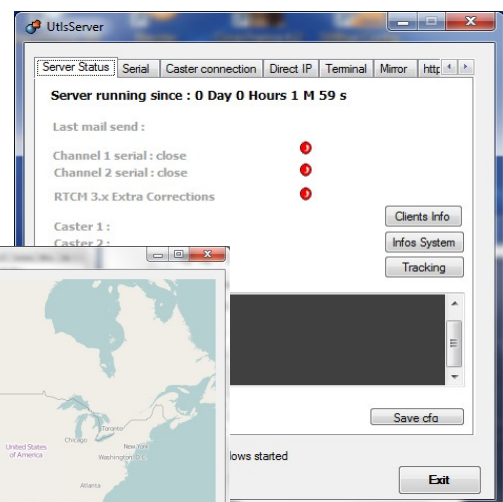 UtlsServer
Server Status Serial Caster connection Direct IP Terminal Mirror http
Server running since : 0 Day 0 Hours 1 M 59 s
Last mail send :
Channel 1 serial : close
Channel 2 serial : close
RTCM 3.x Extra Corrections
Caster 1 :
Caster 2 :
Clients Info
Infos System
Tracking
Toronto
Chicago
New York
United States
of America
Washington, D.C.
Atlanta
Save cfg
lows started
Exit